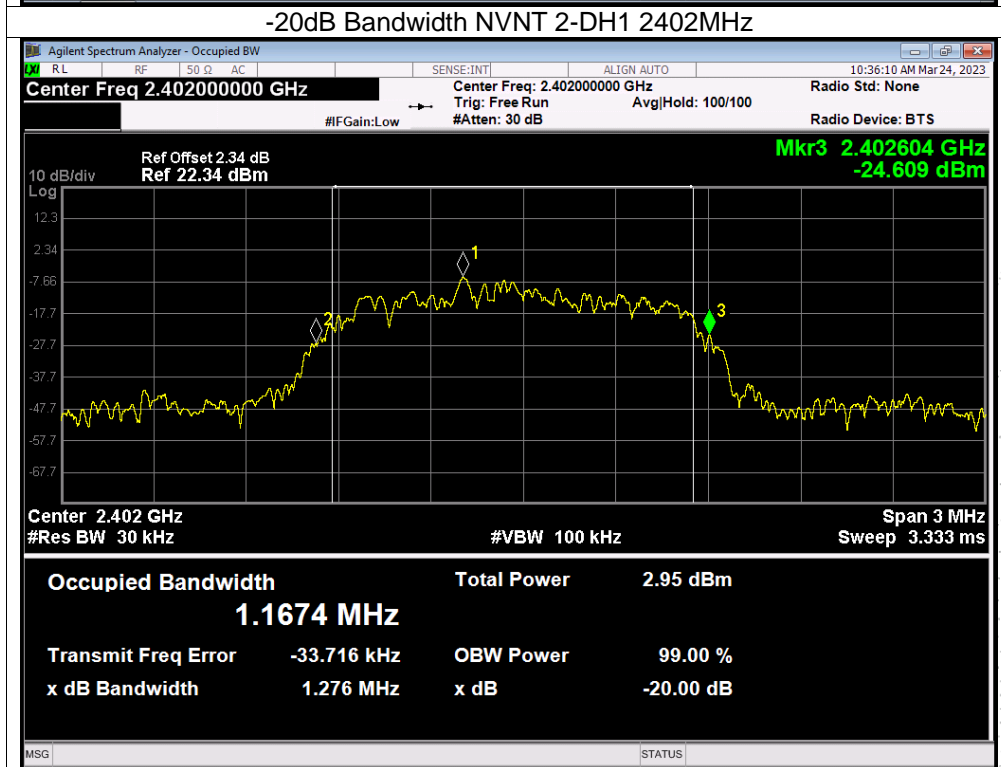 -20dB Bandwidth NVNT 2-DH1 2402MHz
Agilent Spectrum Analyzer - Occupied BW
LXI RL RF 50 Ω AC SENSE:INT ALIGN AUTO 10:36:10 AM Mar 24, 2023
Center Freq 2.402000000 GHz Center Freq: 2.402000000 GHz Radio Std: None
Trig: Free Run Avg|Hold: 100/100
#IFGain:Low #Atten: 30 dB Radio Device: BTS
Mkr3 2.402604 GHz
-24.609 dBm
Ref Offset 2.34 dB
10 dB/div Ref 22.34 dBm
Log
12.3
2.34
-7.66
-17.7
-27.7
-37.7
-47.7
-57.7
-67.7
1
2
3
Center 2.402 GHz Span 3 MHz
#Res BW 30 kHz #VBW 100 kHz Sweep 3.333 ms
Occupied Bandwidth Total Power 2.95 dBm
1.1674 MHz
Transmit Freq Error -33.716 kHz OBW Power 99.00 %
x dB Bandwidth 1.276 MHz x dB -20.00 dB
MSG STATUS